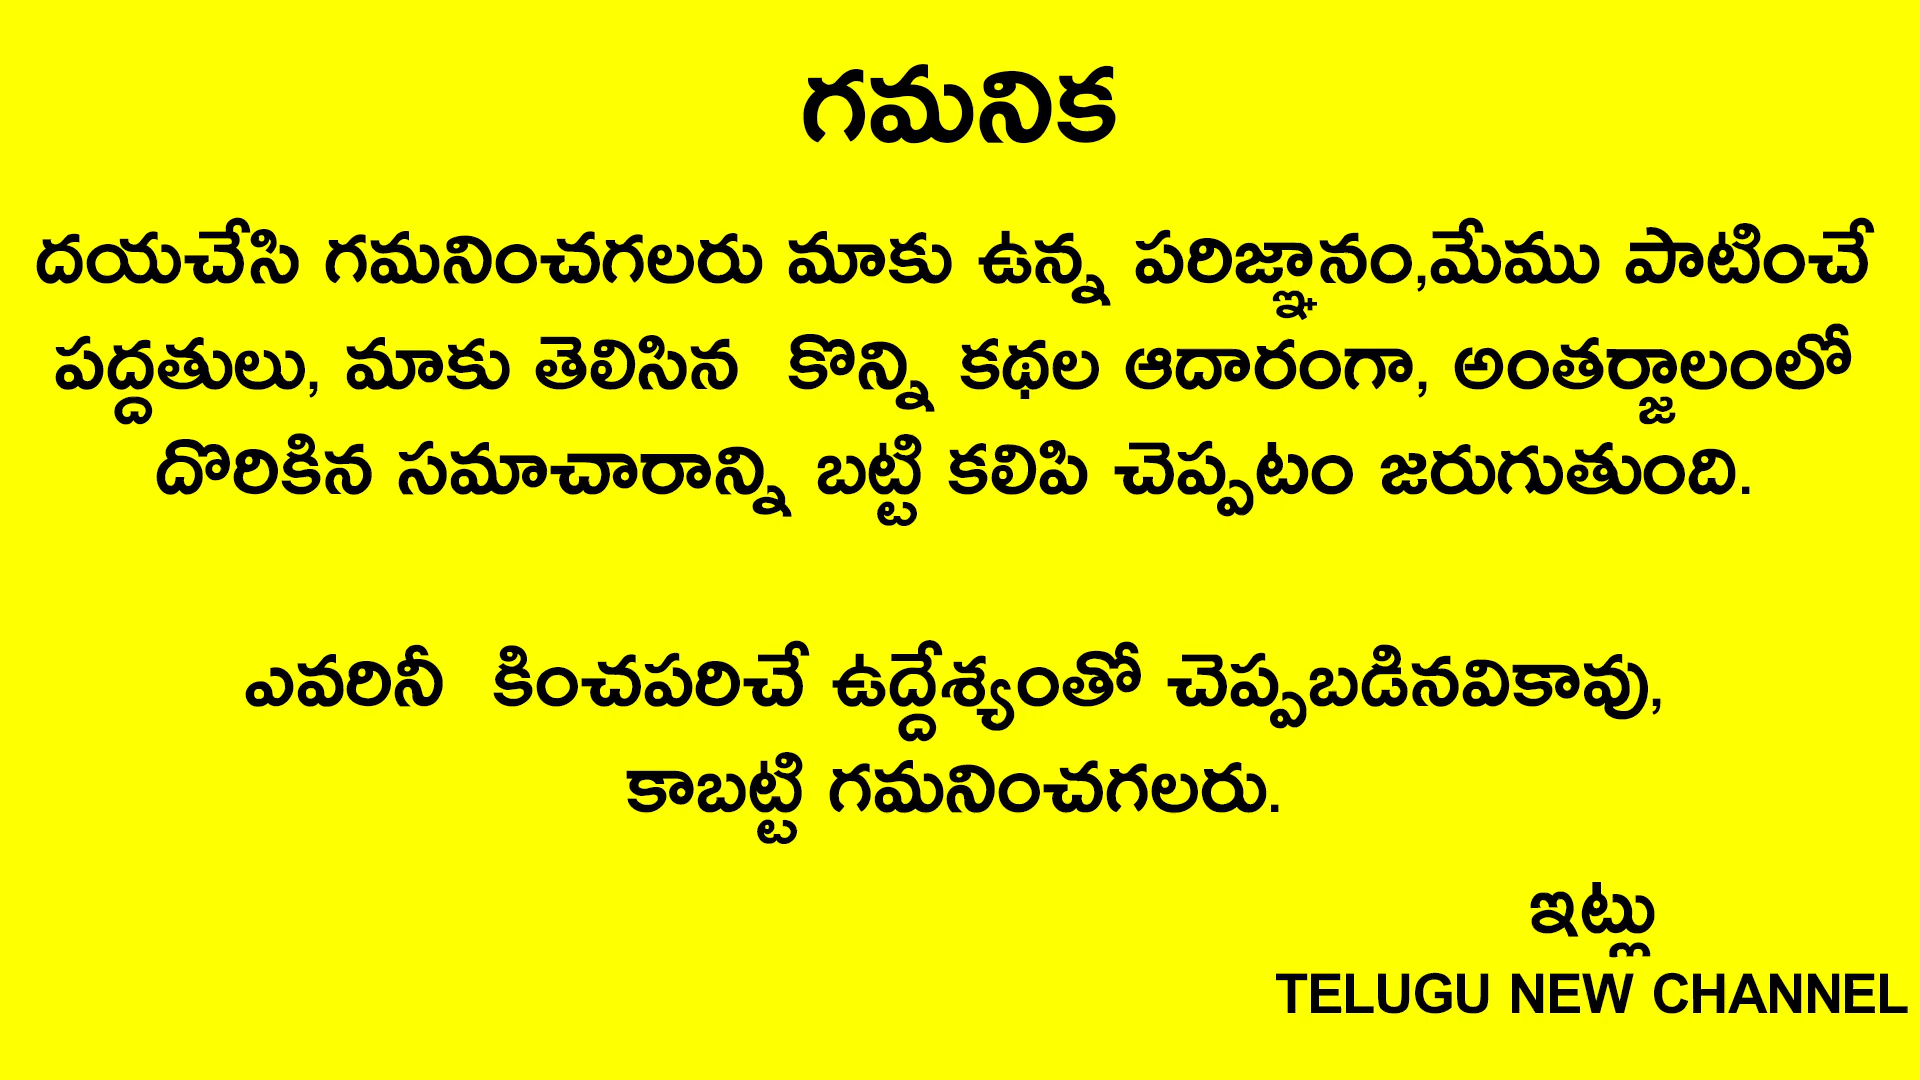 గమనిక
దయచేసి గమనించగలరు మాకు ఉన్న పరిజ్ఞానం,మేము పాటించే
పద్దతులు, మాకు తెలిసిన కొన్ని కథల ఆదారంగా, అంతర్జాలంలో
దొరికిన సమాచారాన్ని బట్టి కలిపి చెప్పటం జరుగుతుంది.
ఎవరినీ కించపరిచే ఉద్దేశ్యంతో చెప్పబడినవికావు,
కాబట్టి గమనించగలరు.
ఇట్లు
TELUGU NEW CHANNEL